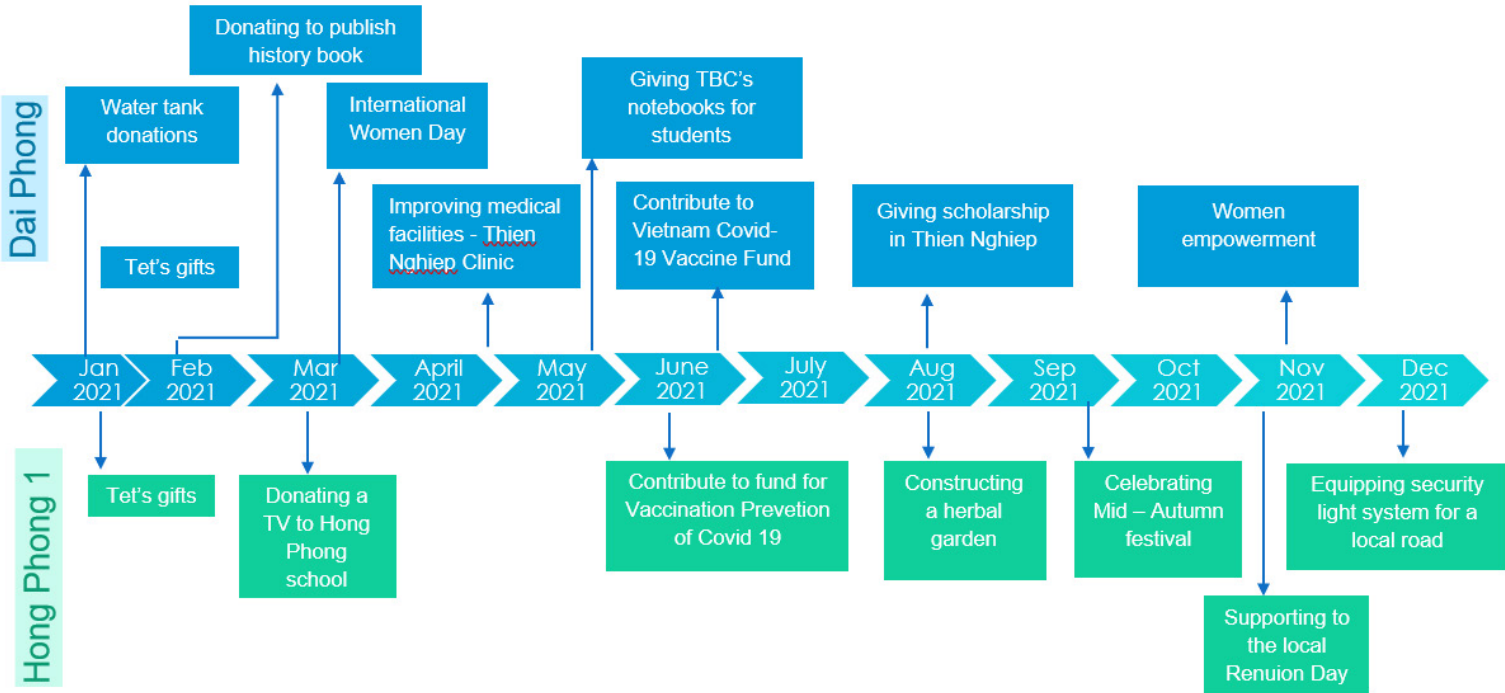 Dai Phong
Donating to publish
history book
Water tank
donations
International
Women Day
Giving TBC's
notebooks for
students
Tet's gifts
Improving medical
facilities - Thien
Nghiep Clinic
Contribute to
Vietnam Covid-
19 Vaccine Fund
Giving scholarship
in Thien Nghiep
Women
empowerment
Jan
2021
Feb
2021
Mar
2021
April
2021
May
2021
June
2021
July
2021
Aug
2021
Sep
2021
Oct
2021
Nov
2021
Dec
2021
Hong Phong 1
Tet's gifts
Donating a
TV to Hong
Phong
school
Contribute to fund for
Vaccination Prevetion
of Covid 19
Constructing
a herbal
garden
Celebrating
Mid – Autumn
festival
Equipping security
light system for a
local road
Supporting to
the local
Renuion Day